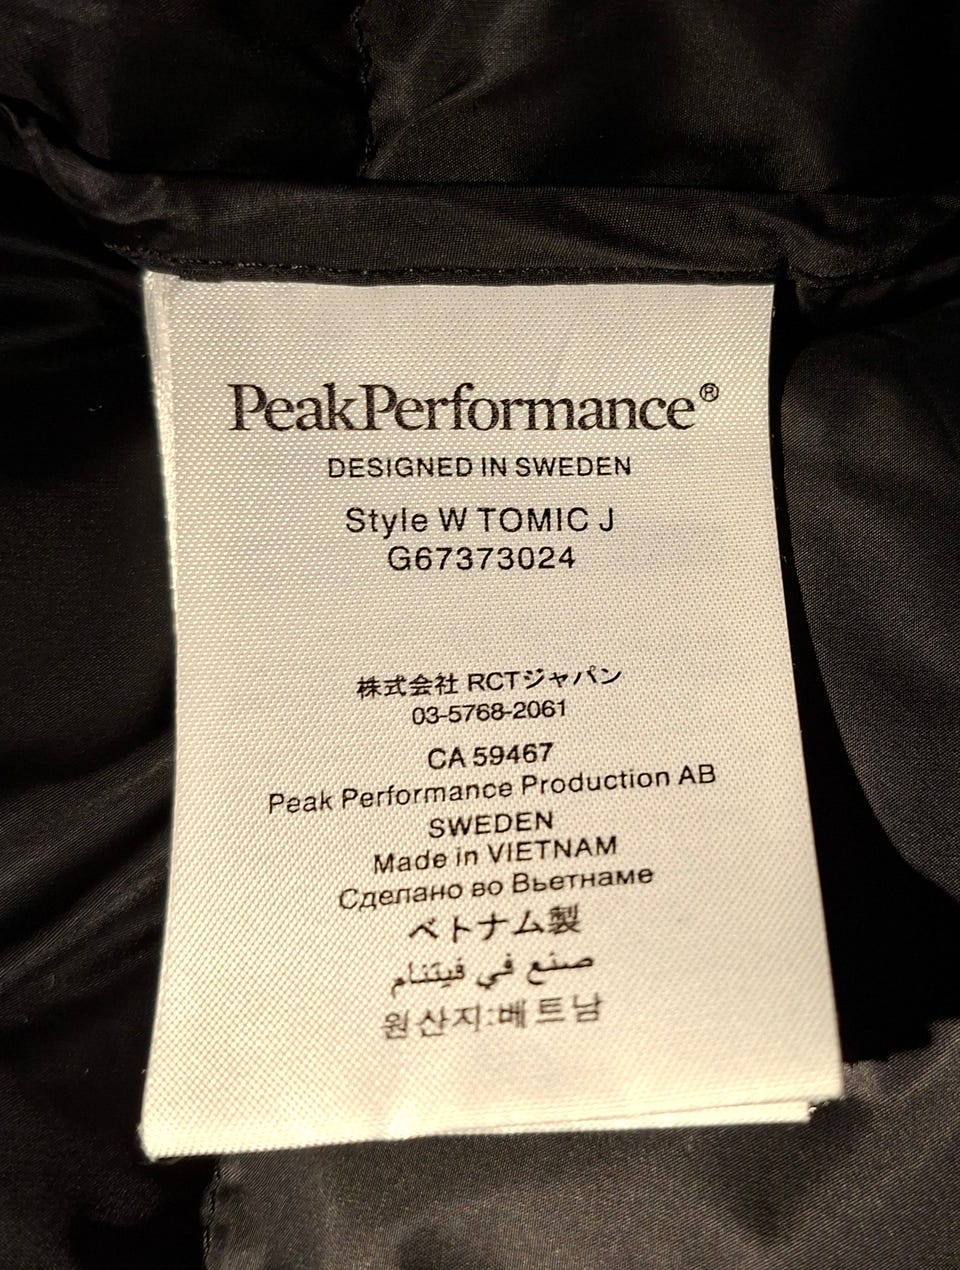 PeakPerformance®
DESIGNED IN SWEDEN
Style W TOMIC J
G67373024
株式会社 RCTジャパン
03-5768-2061
CA 59467
Peak Performance Production AB
SWEDEN
Made in VIETNAM
Сделано во Вьетнаме
ベトナム製
صنع في فيتنام
원산지:베트남